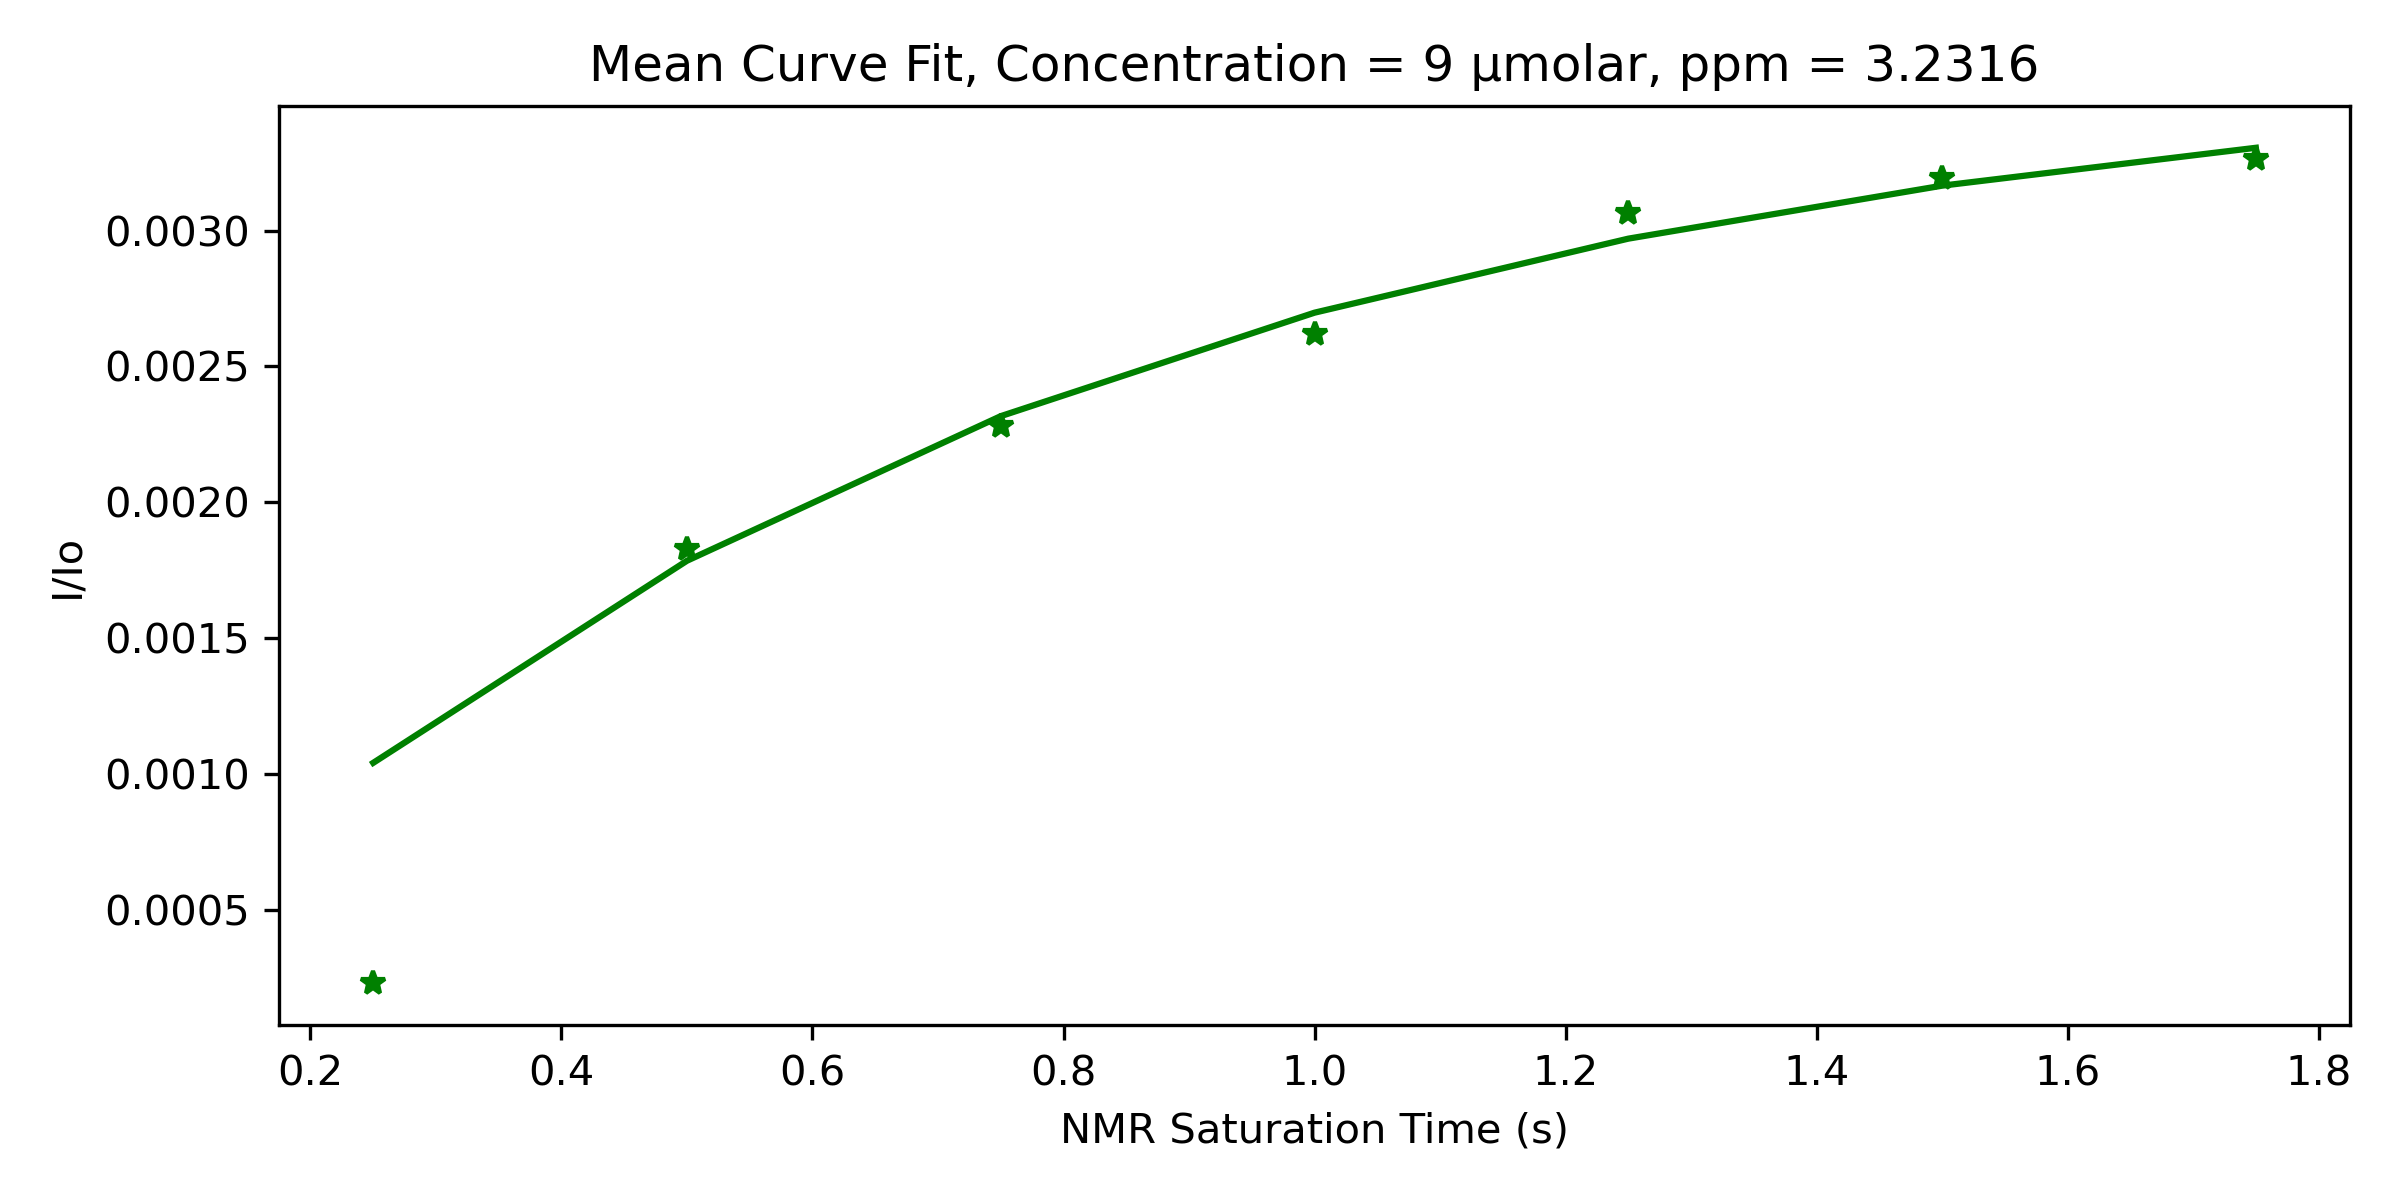 Mean Curve Fit, Concentration = 9 μmolar, ppm = 3.2316
0.0030
0.0025
0.0020
0.0015
0.0010
0.0005
I/Io
0.2 0.4 0.6 0.8 1.0 1.2 1.4 1.6 1.8
NMR Saturation Time (s)